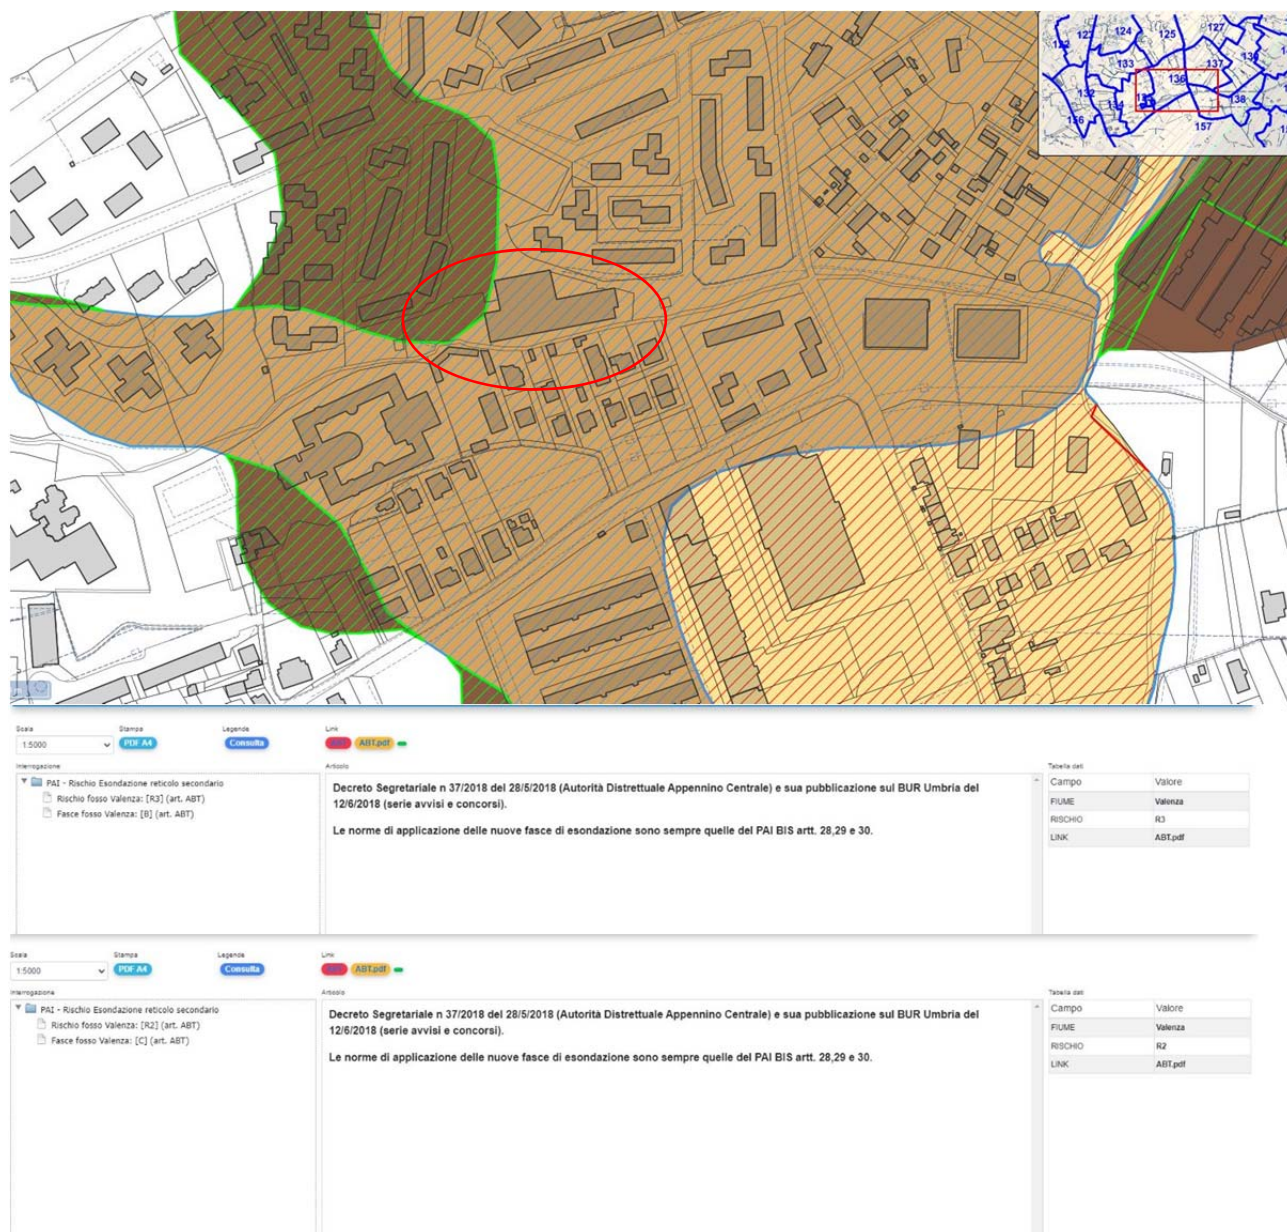 127
124
123
125
122
133
137
139
136
132
134
138
156
157
Scala
Stampa
Legenda
Link
1:5000
PDF A4
Consulta
ABT.pdf
Interrogazione
Articolo
Tabella dati
PAI - Rischio Esondazione reticolo secondario
Rischio fosso Valenza: [R3] (art. ABT)
Fasce fosso Valenza: [B] (art. ABT)
Decreto Segretariale n 37/2018 del 28/5/2018 (Autorità Distrettuale Appennino Centrale) e sua pubblicazione sul BUR Umbria del
12/6/2018 (serie avvisi e concorsi).
Le norme di applicazione delle nuove fasce di esondazione sono sempre quelle del PAI BIS artt. 28,29 e 30.
Campo Valore
FIUME Valenza
RISCHIO R3
LINK ABT.pdf
Scala
Stampa
Legenda
Link
1:5000
PDF A4
Consulta
ABT.pdf
Interrogazione
Articolo
Tabella dati
PAI - Rischio Esondazione reticolo secondario
Rischio fosso Valenza: [R2] (art. ABT)
Fasce fosso Valenza: [C] (art. ABT)
Decreto Segretariale n 37/2018 del 28/5/2018 (Autorità Distrettuale Appennino Centrale) e sua pubblicazione sul BUR Umbria del
12/6/2018 (serie avvisi e concorsi).
Le norme di applicazione delle nuove fasce di esondazione sono sempre quelle del PAI BIS artt. 28,29 e 30.
Campo Valore
FIUME Valenza
RISCHIO R2
LINK ABT.pdf